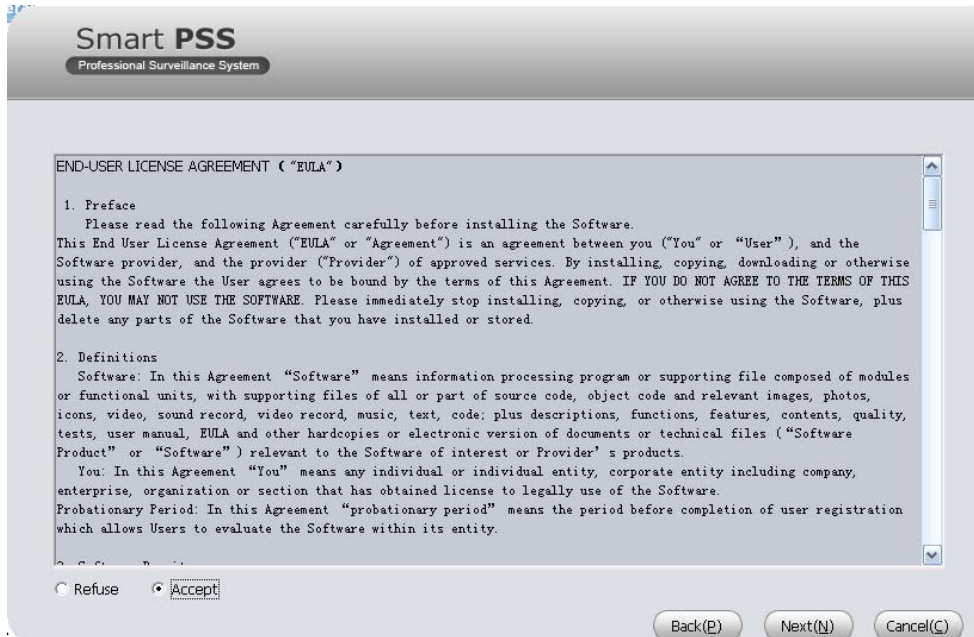 Smart PSS
Professional Surveillance System
END-USER LICENSE AGREEMENT ("EULA")
1. Preface
Please read the following Agreement carefully before installing the Software.
This End User License Agreement ("EULA" or "Agreement") is an agreement between you ("You" or “User”), and the
Software provider, and the provider ("Provider") of approved services. By installing, copying, downloading or otherwise
using the Software the User agrees to be bound by the terms of this Agreement. IF YOU DO NOT AGREE TO THE TERMS OF THIS
EULA, YOU MAY NOT USE THE SOFTWARE. Please immediately stop installing, copying, or otherwise using the Software, plus
delete any parts of the Software that you have installed or stored.
2. Definitions
Software: In this Agreement “Software” means information processing program or supporting file composed of modules
or functional units, with supporting files of all or part of source code, object code and relevant images, photos,
icons, video, sound record, video record, music, text, code; plus descriptions, functions, features, contents, quality,
tests, user manual, EULA and other hardcopies or electronic version of documents or technical files (“Software
Product” or “Software”) relevant to the Software of interest or Provider’s products.
You: In this Agreement “You” means any individual or individual entity, corporate entity including company,
enterprise, organization or section that has obtained license to legally use of the Software.
Probationary Period: In this Agreement “probationary period” means the period before completion of user registration
which allows Users to evaluate the Software within its entity.
Refuse Accept
Back(P) Next(N) Cancel(C)